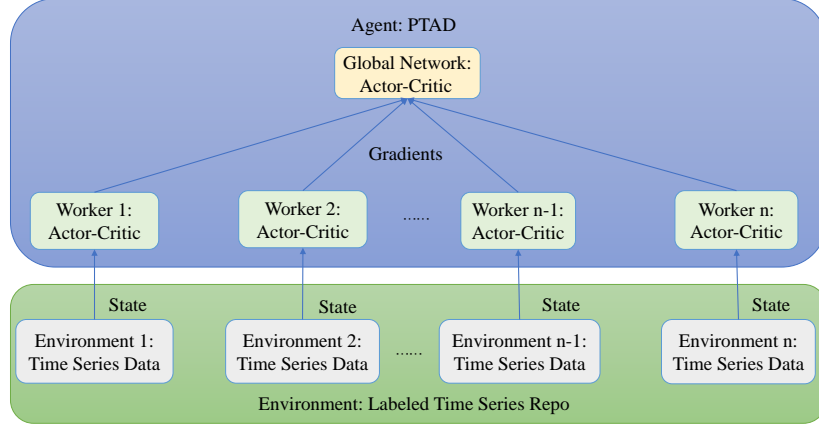 Agent: PTAD
Global Network:
Actor-Critic
Gradients
Worker 1:
Actor-Critic
Worker 2:
Actor-Critic
......
Worker n-1:
Actor-Critic
Worker n:
Actor-Critic
State
State
State
State
Environment 1:
Time Series Data
Environment 2:
Time Series Data
......
Environment n-1:
Time Series Data
Environment n:
Time Series Data
Environment: Labeled Time Series Repo